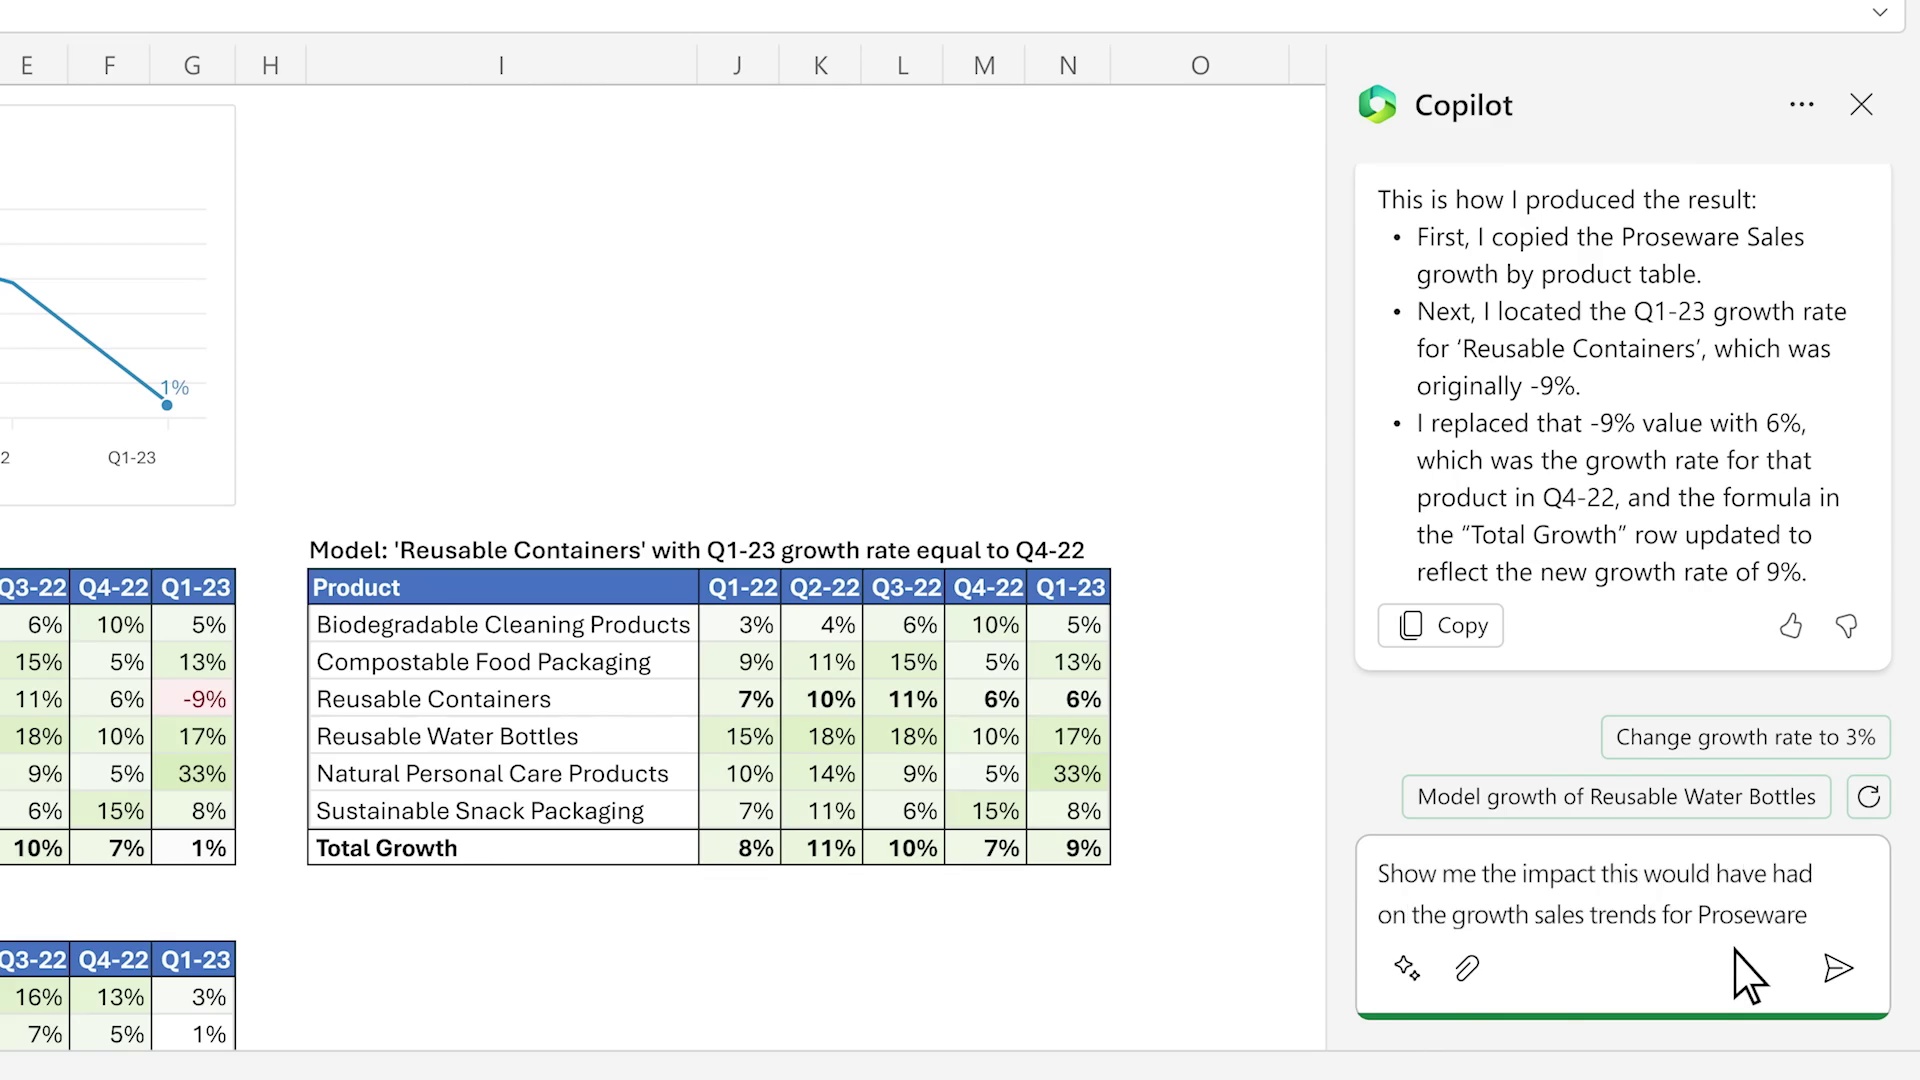 E F G H I J K L M N O
Copilot
This is how I produced the result:
• First, I copied the Proseware Sales
growth by product table.
• Next, I located the Q1-23 growth rate
for ‘Reusable Containers’, which was
originally -9%.
• I replaced that -9% value with 6%,
which was the growth rate for that
product in Q4-22, and the formula in
the “Total Growth” row updated to
reflect the new growth rate of 9%.
Copy
Change growth rate to 3%
Model growth of Reusable Water Bottles
Show me the impact this would have had
on the growth sales trends for Proseware
1%
2 Q1-23
Q3-22 Q4-22 Q1-23
6% 10% 5%
15% 5% 13%
11% 6% -9%
18% 10% 17%
9% 5% 33%
6% 15% 8%
10% 7% 1%
Q3-22 Q4-22 Q1-23
16% 13% 3%
7% 5% 1%
Model: 'Reusable Containers' with Q1-23 growth rate equal to Q4-22
Product Q1-22 Q2-22 Q3-22 Q4-22 Q1-23
Biodegradable Cleaning Products 3% 4% 6% 10% 5%
Compostable Food Packaging 9% 11% 15% 5% 13%
Reusable Containers 7% 10% 11% 6% 6%
Reusable Water Bottles 15% 18% 18% 10% 17%
Natural Personal Care Products 10% 14% 9% 5% 33%
Sustainable Snack Packaging 7% 11% 6% 15% 8%
Total Growth 8% 11% 10% 7% 9%